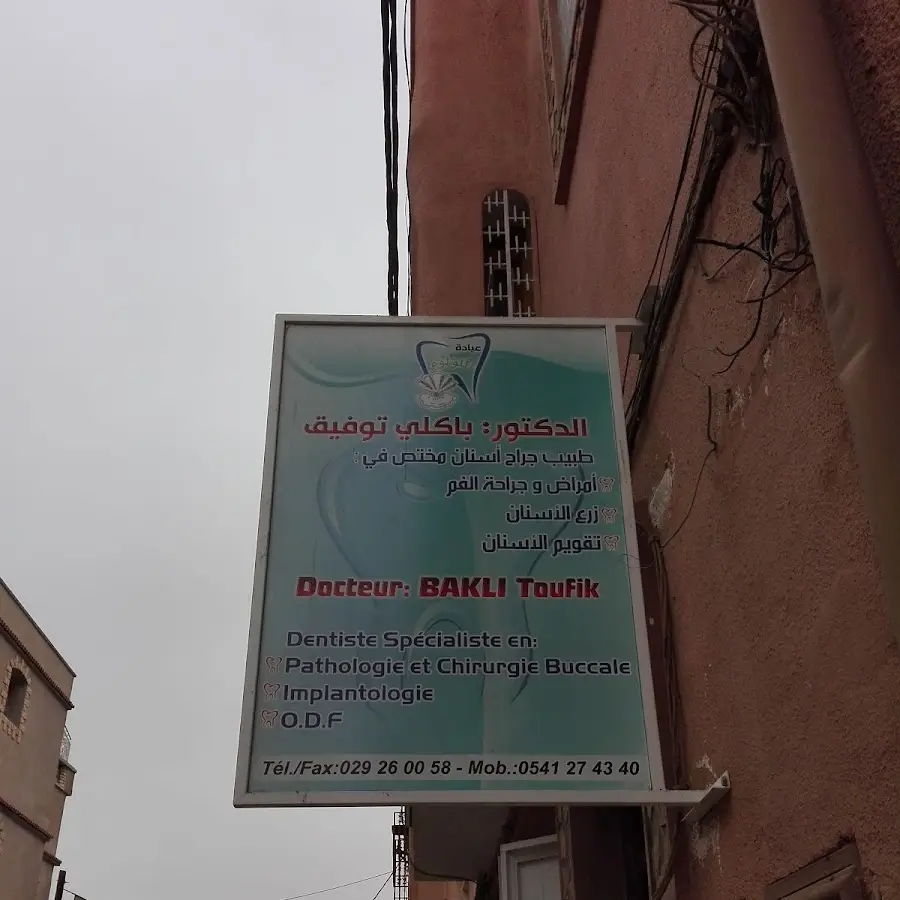 عيادة
الدكتور: باكلي توفيق
طبيب جراح أسنان مختص في:
أمراض و جراحة الفم
زرع الأسنان
تقويم الأسنان
Docteur: BAKLI Toufik
Dentiste Spécialiste en:
Pathologie et Chirurgie Buccale
Implantologie
O.D.F
Tél./Fax:029 26 00 58 - Mob.:0541 27 43 40